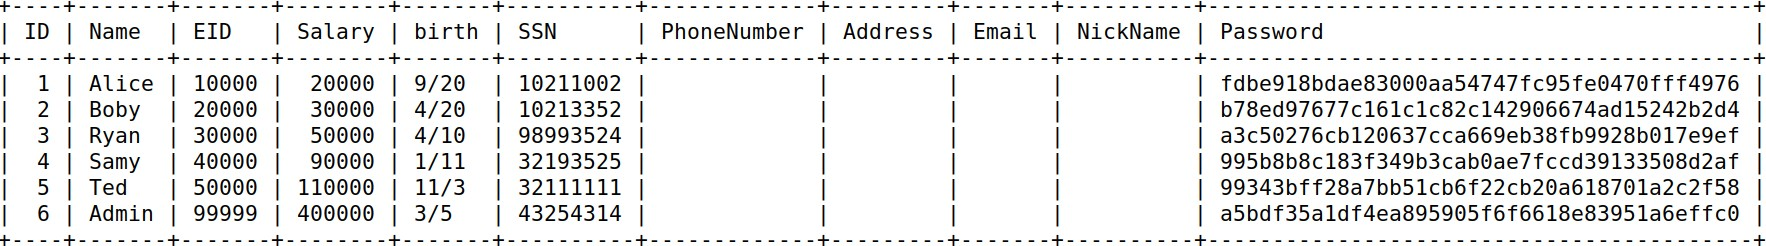 +----+-------+-------+--------+-------+----------+-------------+---------+-------+----------+------------------------------------------+
| ID | Name  | EID   | Salary | birth | SSN      | PhoneNumber | Address | Email | NickName | Password                                 |
+----+-------+-------+--------+-------+----------+-------------+---------+-------+----------+------------------------------------------+
|  1 | Alice | 10000 |  20000 | 9/20  | 10211002 |             |         |       |          | fdbe918bdae83000aa54747fc95fe0470fff4976 |
|  2 | Boby  | 20000 |  30000 | 4/20  | 10213352 |             |         |       |          | b78ed97677c161c1c82c142906674ad15242b2d4 |
|  3 | Ryan  | 30000 |  50000 | 4/10  | 98993524 |             |         |       |          | a3c50276cb120637cca669eb38fb9928b017e9ef |
|  4 | Samy  | 40000 |  90000 | 1/11  | 32193525 |             |         |       |          | 995b8b8c183f349b3cab0ae7fccd39133508d2af |
|  5 | Ted   | 50000 | 110000 | 11/3  | 32111111 |             |         |       |          | 99343bff28a7bb51cb6f22cb20a618701a2c2f58 |
|  6 | Admin | 99999 | 400000 | 3/5   | 43254314 |             |         |       |          | a5bdf35a1df4ea895905f6f6618e83951a6effc0 |
+----+-------+-------+--------+-------+----------+-------------+---------+-------+----------+------------------------------------------+